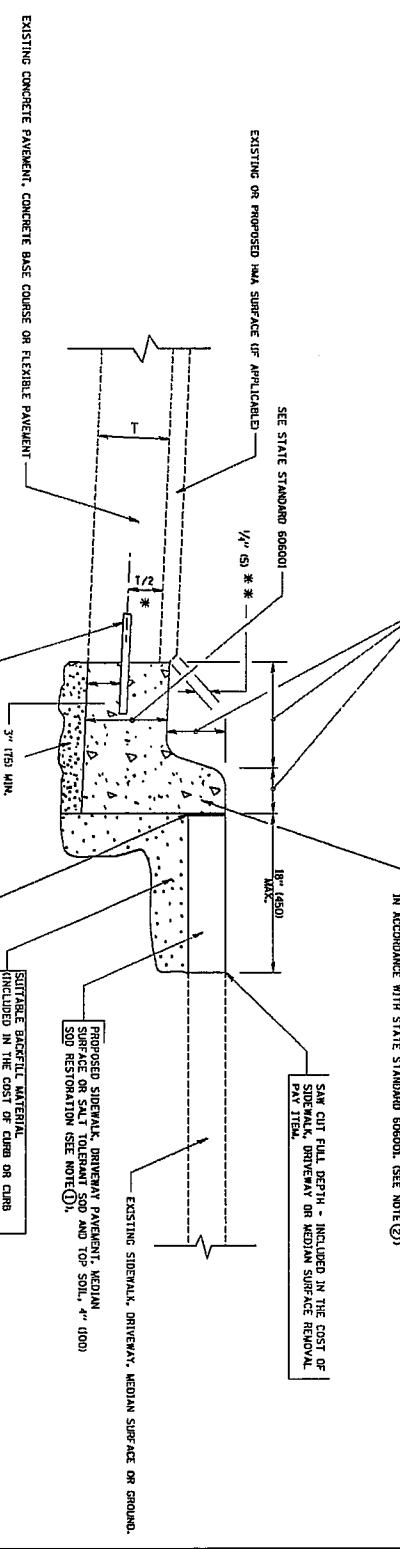 IN ACCORDANCE WITH STATE STANDARD 606001. (SEE NOTE 2)
SAW CUT FULL DEPTH - INCLUDED IN THE COST OF
SIDEWALK, DRIVEWAY OR MEDIAN SURFACE REMOVAL
PAY ITEM.
SEE STATE STANDARD 606001
EXISTING OR PROPOSED HMA SURFACE (IF APPLICABLE)
1/4" (5) * *
18" (450)
MAX.
T
T/2
*
3" (75) MIN.
EXISTING CONCRETE PAVEMENT, CONCRETE BASE COURSE OR FLEXIBLE PAVEMENT
EXISTING SIDEWALK, DRIVEWAY, MEDIAN SURFACE OR GROUND.
PROPOSED SIDEWALK, DRIVEWAY PAVEMENT, MEDIAN
SURFACE OR SALT TOLERANT SOD AND TOP SOIL, 4" (100)
SOD RESTORATION (SEE NOTE 1).
SUITABLE BACKFILL MATERIAL
(INCLUDED IN THE COST OF CURB OR CURB